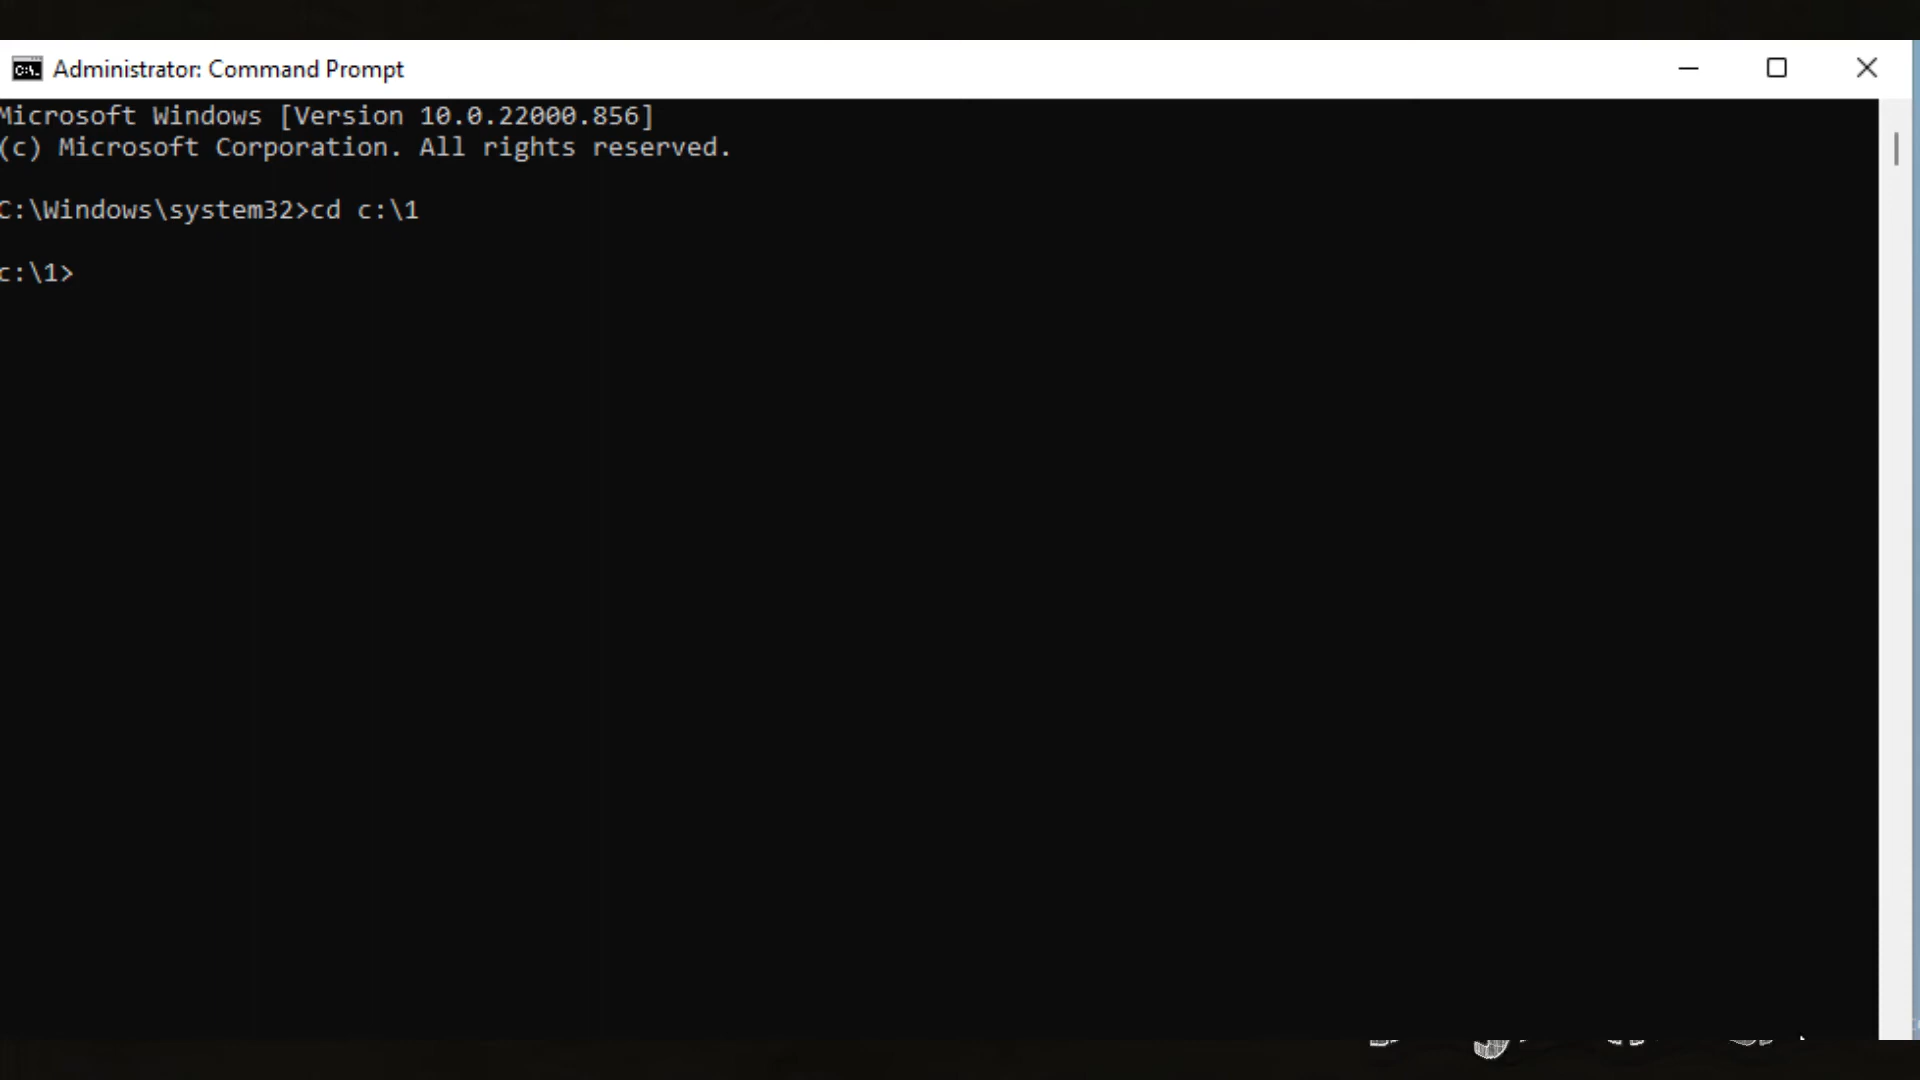 Administrator: Command Prompt
Microsoft Windows [Version 10.0.22000.856]
(c) Microsoft Corporation. All rights reserved.
C:\Windows\system32>cd c:\1
c:\1>